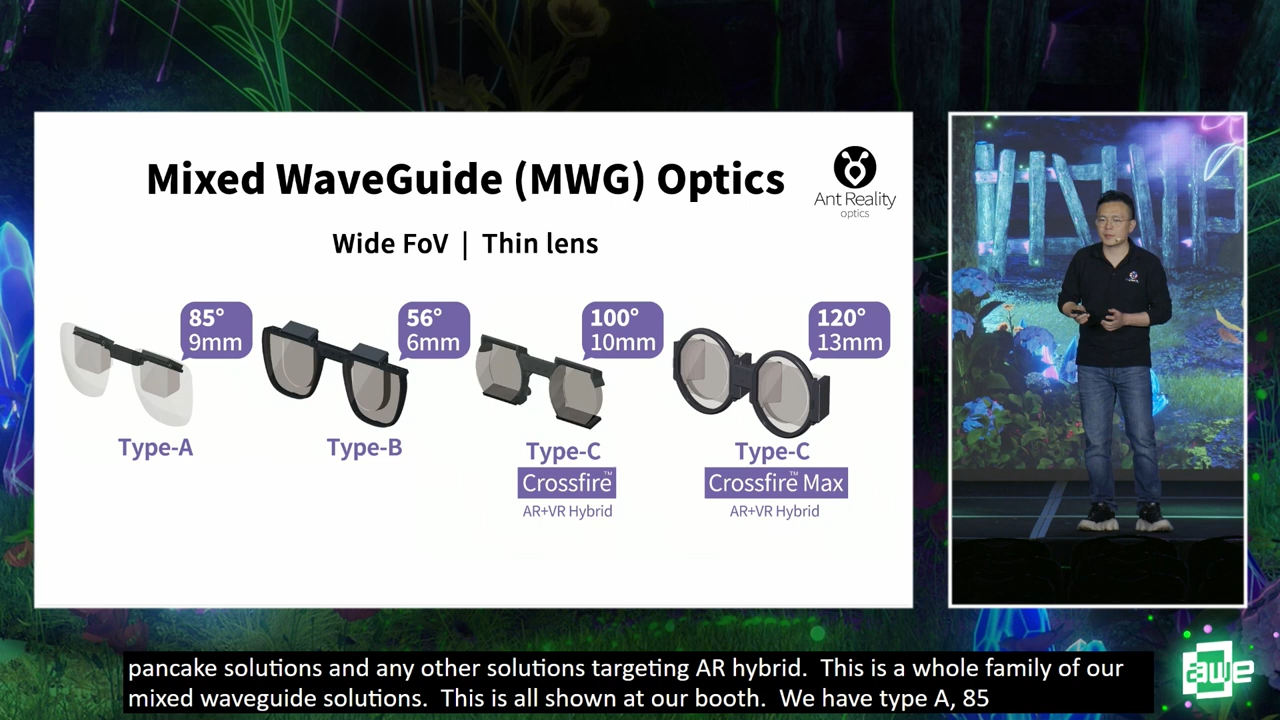 Mixed WaveGuide (MWG) Optics
Ant Reality
optics
Wide FoV | Thin lens
85°
9mm
56°
6mm
100°
10mm
120°
13mm
Type-A
Type-B
Type-C
Crossfire™
AR+VR Hybrid
Type-C
Crossfire™ Max
AR+VR Hybrid
pancake solutions and any other solutions targeting AR hybrid.  This is a whole family of our
mixed waveguide solutions.  This is all shown at our booth.  We have type A, 85
awe